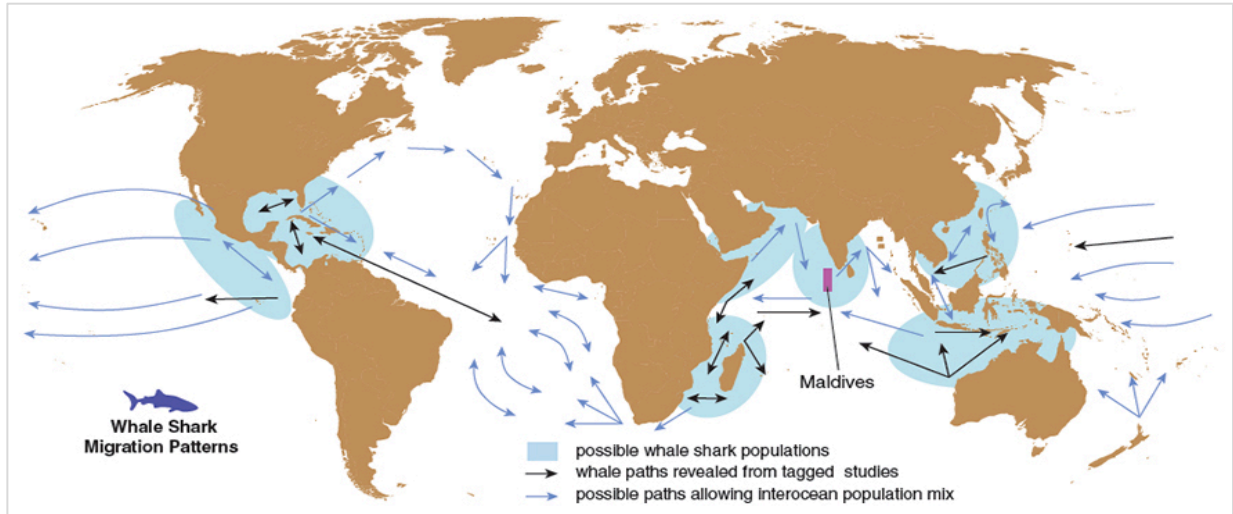 Maldives
Whale Shark
Migration Patterns
possible whale shark populations
whale paths revealed from tagged studies
possible paths allowing interocean population mix